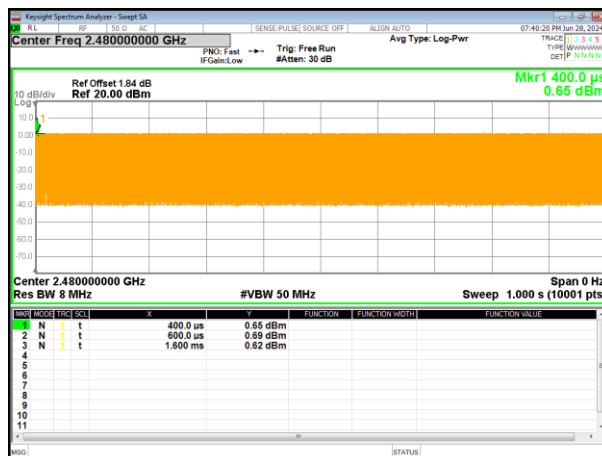 Keysight Spectrum Analyzer - Swept SA
RL RF 50 Ω AC SENSE:PULSE SOURCE OFF ALIGN AUTO 07:40:20 PM Jun 28, 2024
Center Freq 2.480000000 GHz
Avg Type: Log-Pwr
TRACE 1 2 3 4 5
PNO: Fast Trig: Free Run
TYPE
IFGain:Low #Atten: 30 dB
DET P N N N N
Mkr1 400.0 µs
0.65 dBm
Ref Offset 1.84 dB
10 dB/div Ref 20.00 dBm
Log
1
10.0
0.00
-10.0
-20.0
-30.0
-40.0
-50.0
-60.0
-70.0
Center 2.480000000 GHz Span 0 Hz
Res BW 8 MHz #VBW 50 MHz Sweep 1.000 s (10001 pts
MKR MODE TRC SCL X Y FUNCTION FUNCTION WIDTH FUNCTION VALUE
1 N 1 t 400.0 µs 0.65 dBm
2 N 1 t 600.0 µs 0.69 dBm
3 N 1 t 1.600 ms 0.62 dBm
4
5
6
7
8
9
10
11
MSG STATUS